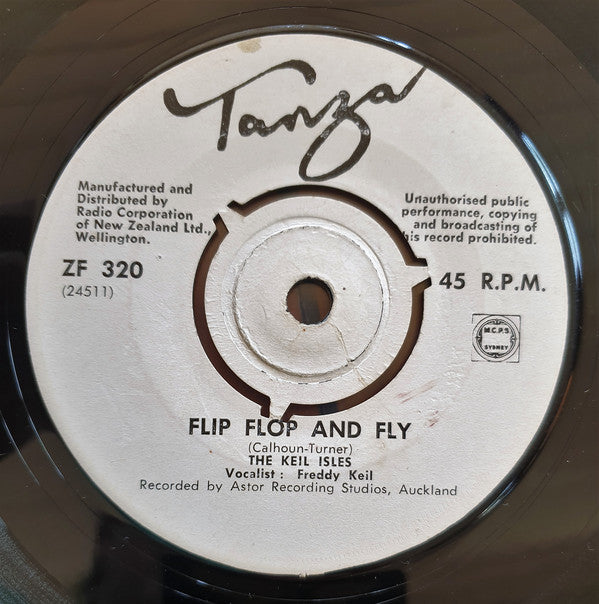 Tanza
Manufactured and
Distributed by
Radio Corporation
of New Zealand Ltd.,
Wellington.
Unauthorised public
performance, copying
and broadcasting of
his record prohibited.
ZF 320
(24511)
45 R.P.M.
M.C.P.S
SYDNEY
FLIP FLOP AND FLY
(Calhoun-Turner)
THE KEIL ISLES
Vocalist : Freddy Keil
Recorded by Astor Recording Studios, Auckland